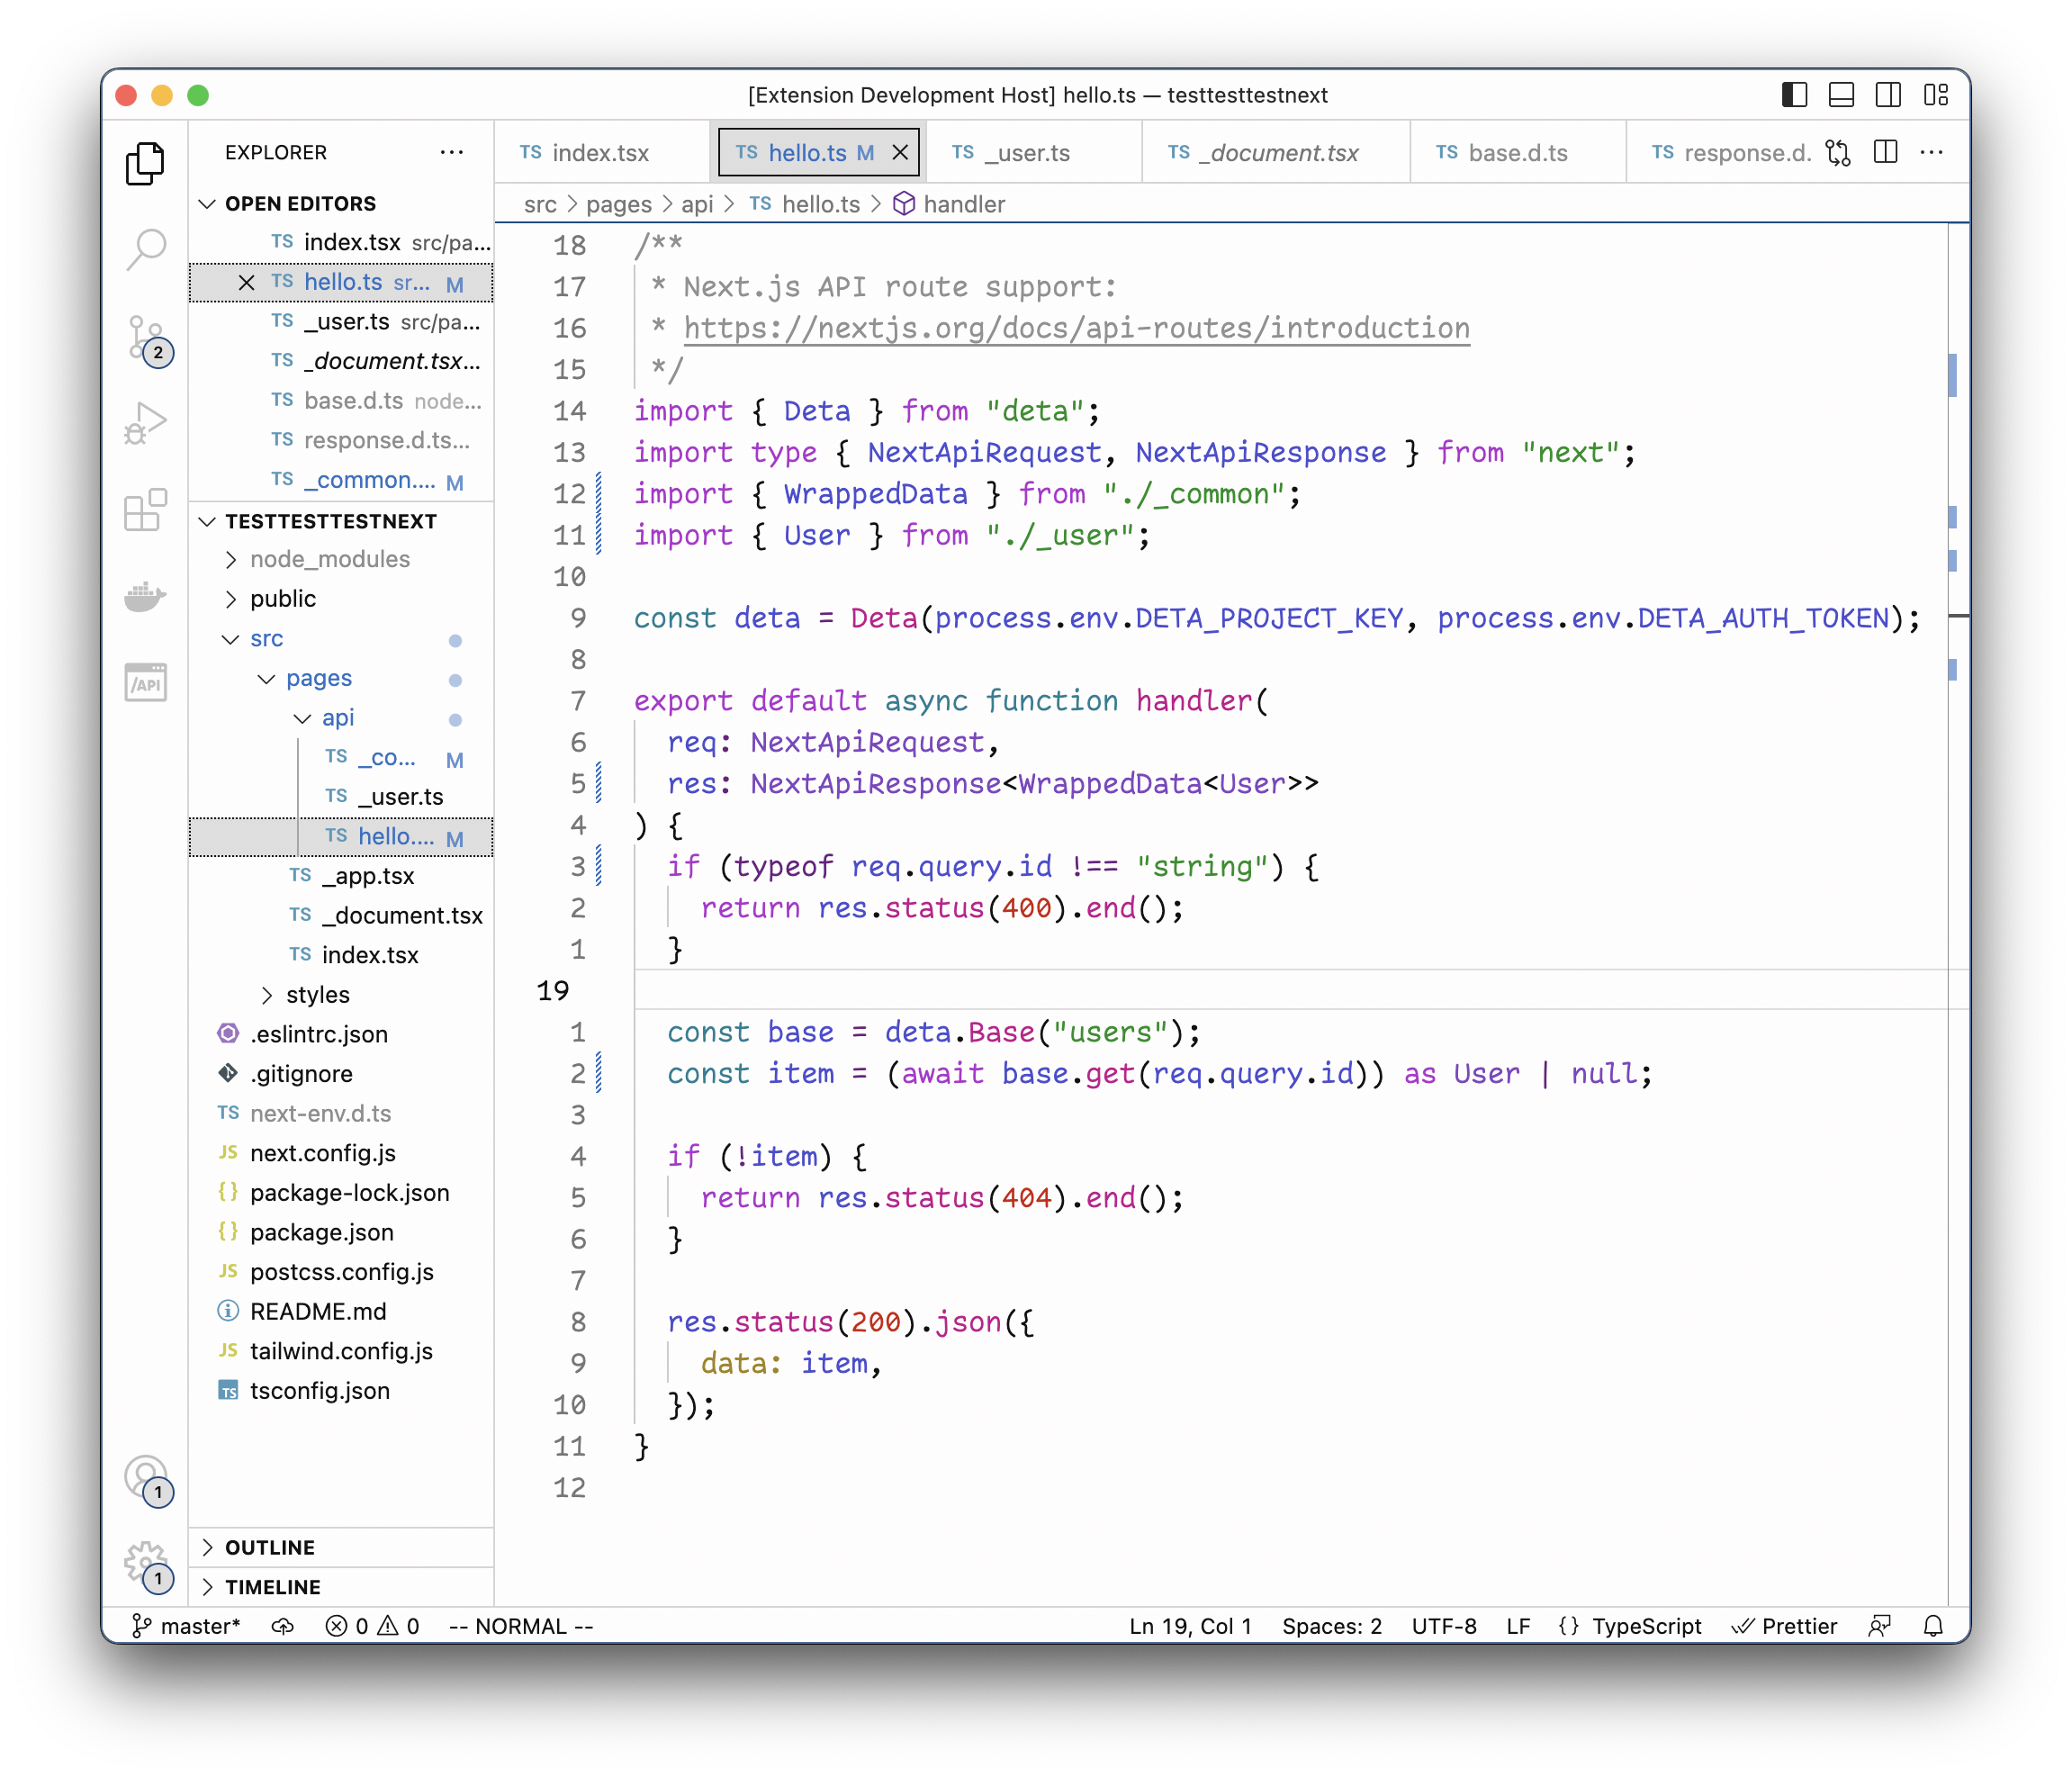 [Extension Development Host] hello.ts — testtesttestnext
EXPLORER
OPEN EDITORS
TS index.tsx src/pa...
TS hello.ts sr... M
TS _user.ts src/pa...
TS _document.tsx...
TS base.d.ts node...
TS response.d.ts...
TS _common.... M
TESTTESTTESTNEXT
node_modules
public
src
pages
api
TS _co... M
TS _user.ts
TS hello.... M
TS _app.tsx
TS _document.tsx
TS index.tsx
styles
.eslintrc.json
.gitignore
TS next-env.d.ts
JS next.config.js
{} package-lock.json
{} package.json
JS postcss.config.js
README.md
JS tailwind.config.js
TS tsconfig.json
OUTLINE
TIMELINE
2
/API
1
1
TS index.tsx TS hello.ts M TS _user.ts TS _document.tsx TS base.d.ts TS response.d. ...
src > pages > api > TS hello.ts > handler
18 /**
17 * Next.js API route support:
16 * https://nextjs.org/docs/api-routes/introduction
15 */
14 import { Deta } from "deta";
13 import type { NextApiRequest, NextApiResponse } from "next";
12 import { WrappedData } from "./_common";
11 import { User } from "./_user";
10
9 const deta = Deta(process.env.DETA_PROJECT_KEY, process.env.DETA_AUTH_TOKEN);
8
7 export default async function handler(
6 req: NextApiRequest,
5 res: NextApiResponse<WrappedData<User>>
4 ) {
3 if (typeof req.query.id !== "string") {
2 return res.status(400).end();
1 }
19
1 const base = deta.Base("users");
2 const item = (await base.get(req.query.id)) as User | null;
3
4 if (!item) {
5 return res.status(404).end();
6 }
7
8 res.status(200).json({
9 data: item,
10 });
11 }
12
master* 0 0 -- NORMAL -- Ln 19, Col 1 Spaces: 2 UTF-8 LF {} TypeScript Prettier